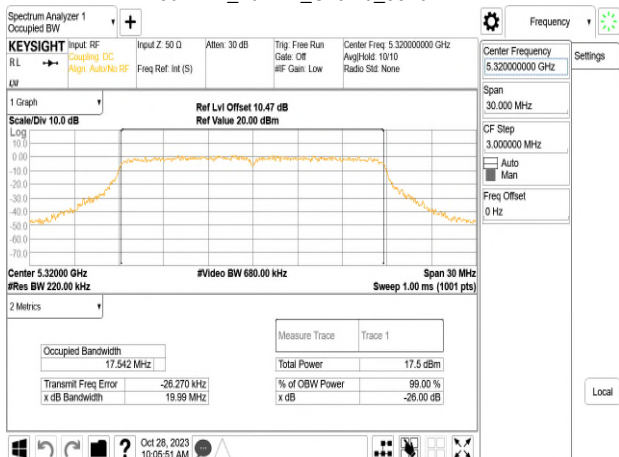 Spectrum Analyzer 1
Occupied BW
Frequency
KEYSIGHT
RL
Input: RF
Coupling: DC
Align: Auto/No RF
Input Z: 50 Ω
Freq Ref: Int (S)
Atten: 30 dB
Trig: Free Run
Gate: Off
#IF Gain: Low
Center Freq: 5.320000000 GHz
Avg|Hold: 10/10
Radio Std: None
Center Frequency
5.320000000 GHz
Settings
Span
30.000 MHz
CF Step
3.000000 MHz
Auto
Man
Freq Offset
0 Hz
1 Graph
Scale/Div 10.0 dB
Ref Lvl Offset 10.47 dB
Ref Value 20.00 dBm
Log
10.0
0.00
-10.0
-20.0
-30.0
-40.0
-50.0
-60.0
-70.0
Center 5.32000 GHz
#Res BW 220.00 kHz
#Video BW 680.00 kHz
Span 30 MHz
Sweep 1.00 ms (1001 pts)
2 Metrics
Measure Trace Trace 1
Occupied Bandwidth
17.542 MHz
Total Power 17.5 dBm
Transmit Freq Error -26.270 kHz
% of OBW Power 99.00 %
x dB Bandwidth 19.99 MHz
x dB -26.00 dB
Local
Oct 28, 2023
10:05:51 AM